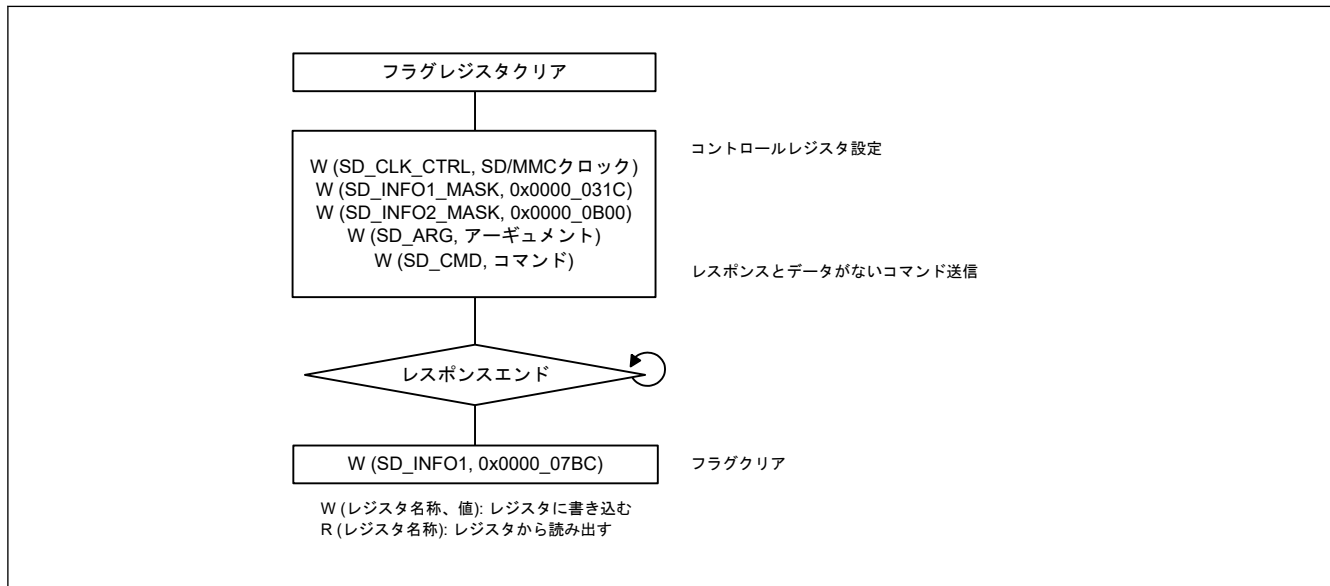 フラグレジスタクリア
W (SD_CLK_CTRL, SD/MMCクロック)
W (SD_INFO1_MASK, 0x0000_031C)
W (SD_INFO2_MASK, 0x0000_0B00)
W (SD_ARG, アーギュメント)
W (SD_CMD, コマンド)
コントロールレジスタ設定
レスポンスとデータがないコマンド送信
レスポンスエンド
W (SD_INFO1, 0x0000_07BC)
フラグクリア
W (レジスタ名称、値): レジスタに書き込む
R (レジスタ名称): レジスタから読み出す